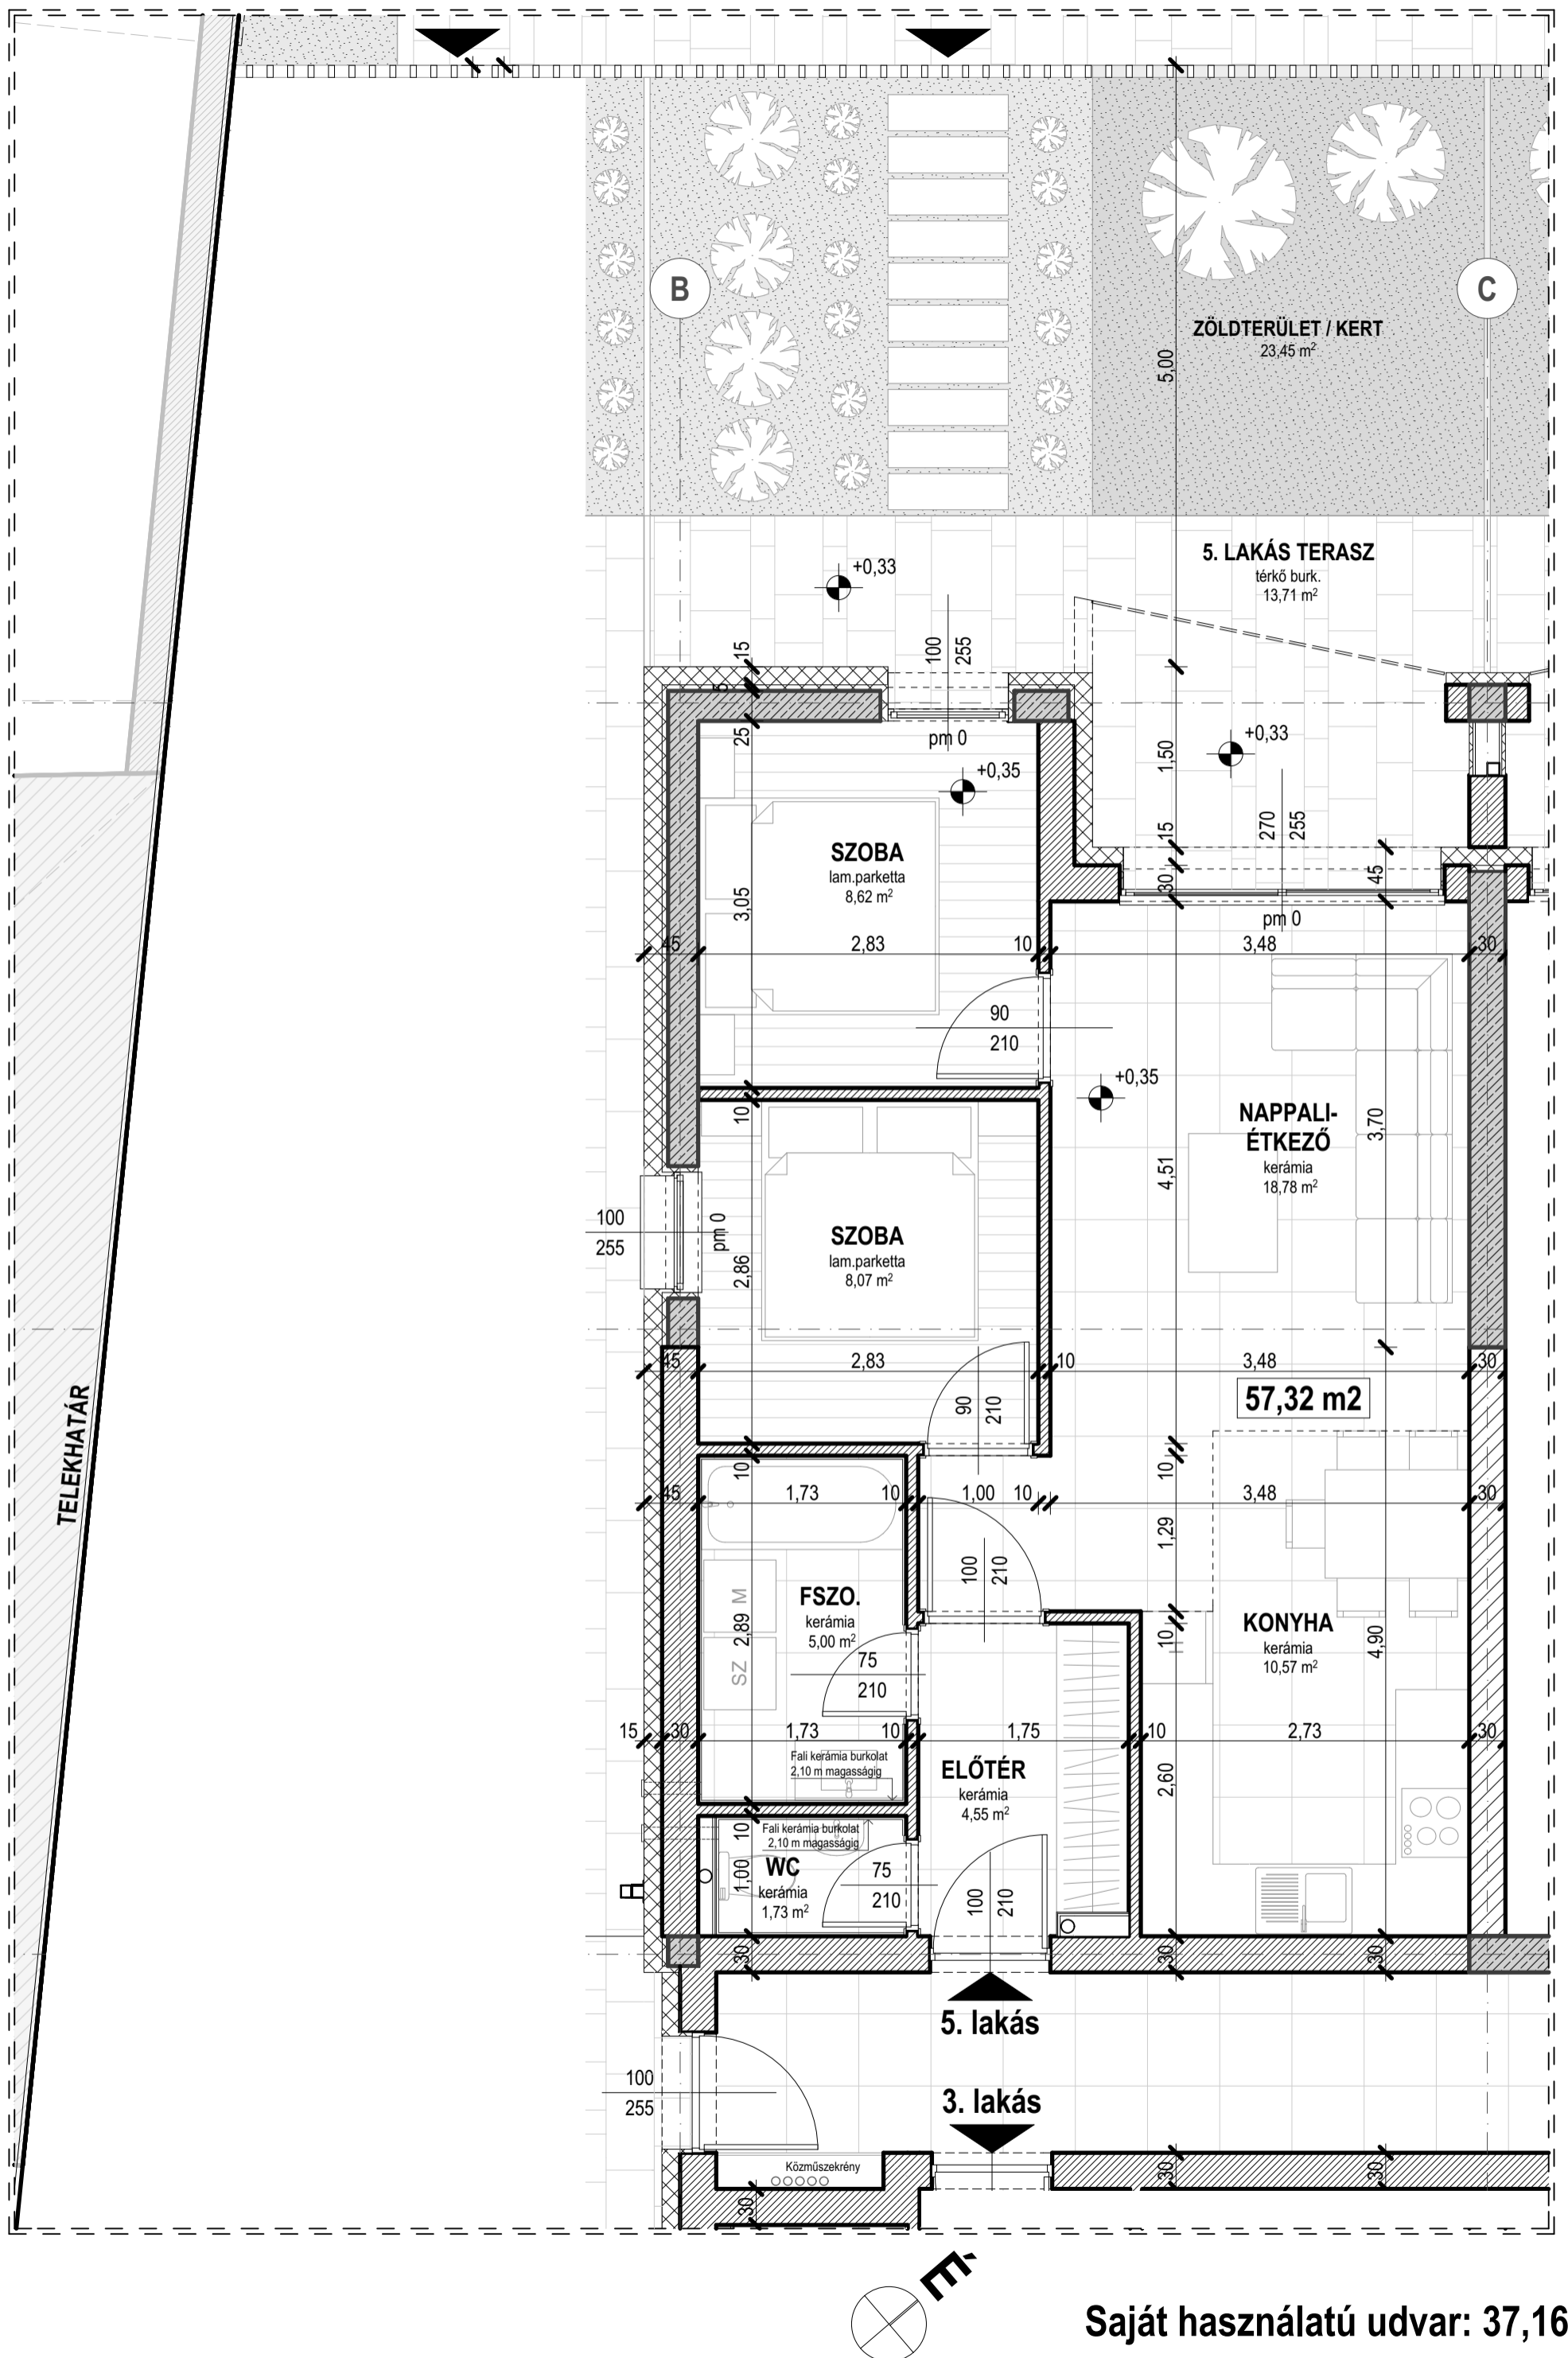 B
C
ZÖLDTERÜLET / KERT
23,45 m²
5,00
5. LAKÁS TERASZ
térkő burk.
13,71 m²
+0,33
100
255
15
5
25
pm 0
+0,35
+0,33
1,50
15
30
270
255
45
pm 0
SZOBA
lam.parketta
8,62 m²
3,05
45
2,83
10
3,48
30
90
210
+0,35
NAPPALI-
ÉTKEZŐ
kerámia
18,78 m²
3,70
4,51
10
100
255
pm 0
SZOBA
lam.parketta
8,07 m²
2,86
45
2,83
10
3,48
30
90
210
57,32 m2
TELEKHATÁR
10
10
45
1,73
10
1,00
10
3,48
30
1,29
100
210
FSZO.
kerámia
5,00 m²
M
2,89
SZ
75
210
10
KONYHA
kerámia
10,57 m²
4,90
15
30
1,73
10
1,75
10
2,73
30
Fali kerámia burkolat
2,10 m magasságig
ELŐTÉR
kerámia
4,55 m²
2,60
10
Fali kerámia burkolat
2,10 m magasságig
WC
kerámia
1,73 m²
1,00
75
210
100
210
30
30
30
5. lakás
3. lakás
100
255
Közműszekrény
30
30
30
É
Saját használatú udvar: 37,16